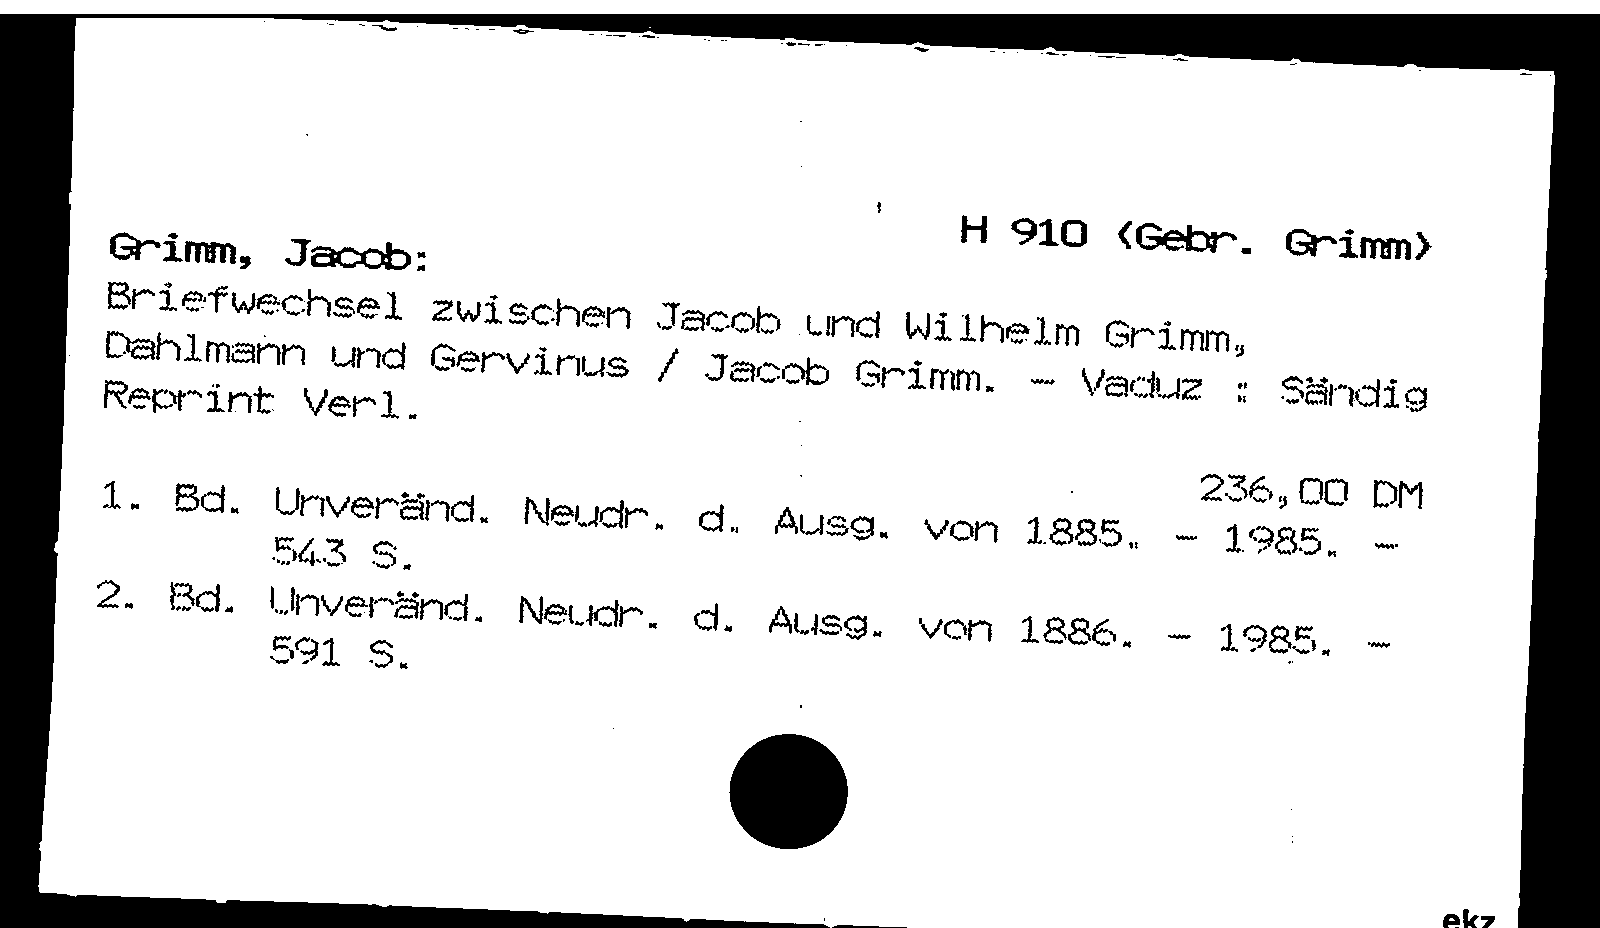 H 910 <Gebr. Grimm>
Grimm, Jacob:
Briefwechsel zwischen Jacob und Wilhelm Grimm,
Dahlmann und Gervinus / Jacob Grimm. - Vaduz : Sändig
Reprint Verl.
236,00 DM
1. Bd. Unveränd. Neudr. d. Ausg. von 1885. - 1985. -
543 S.
2. Bd. Unveränd. Neudr. d. Ausg. von 1886. - 1985. -
591 S.
ekz